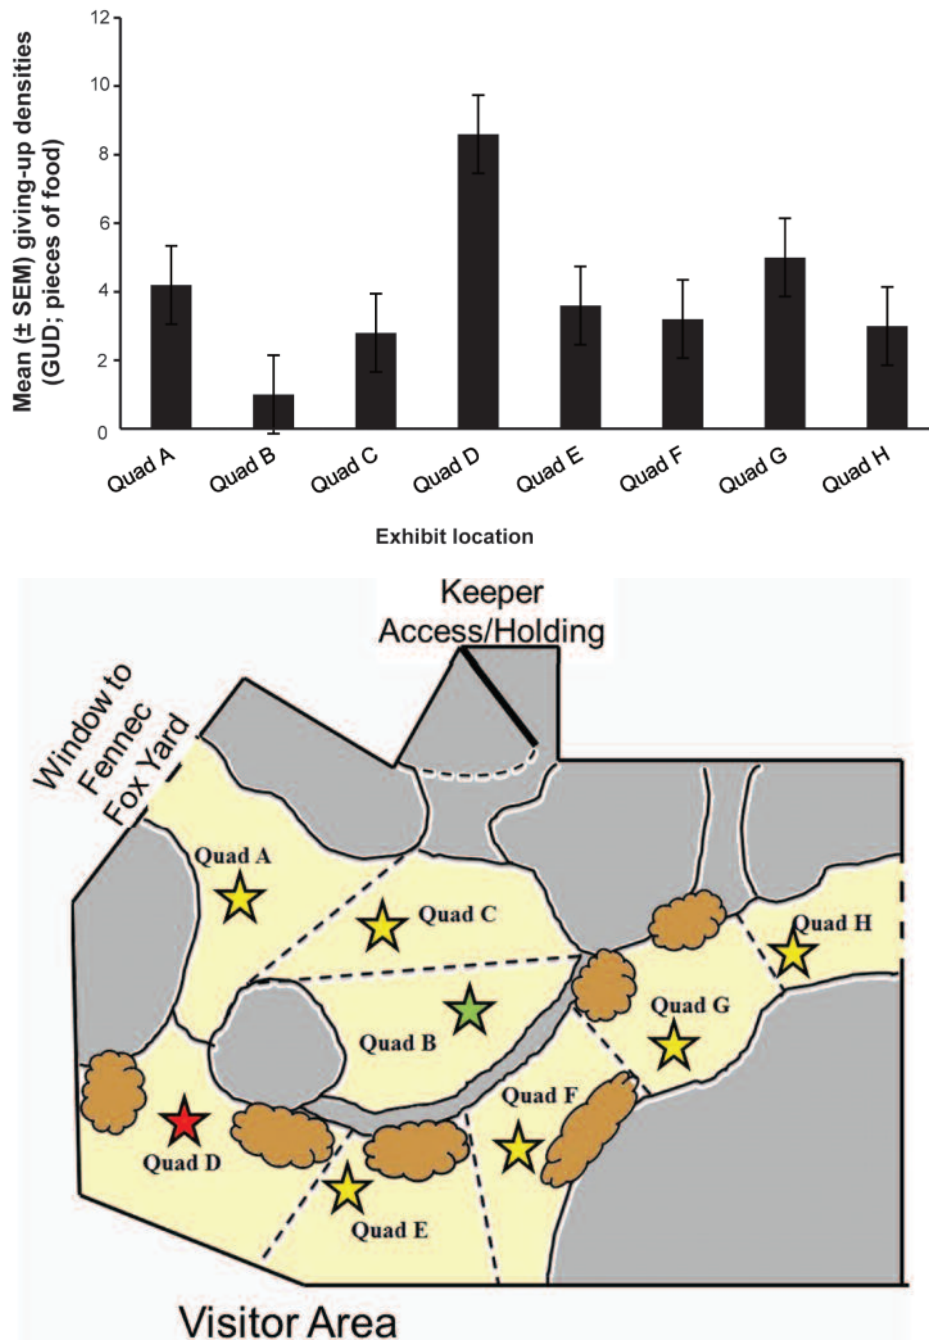 Mean (± SEM) giving-up densities
(GUD; pieces of food)
12
10
8
6
4
2
0
Quad A
Quad B
Quad C
Quad D
Quad E
Quad F
Quad G
Quad H
Exhibit location
Keeper
Access/Holding
Window to
Fennec
Fox Yard
Quad A
Quad C
Quad H
Quad B
Quad G
Quad F
Quad D
Quad E
Visitor Area